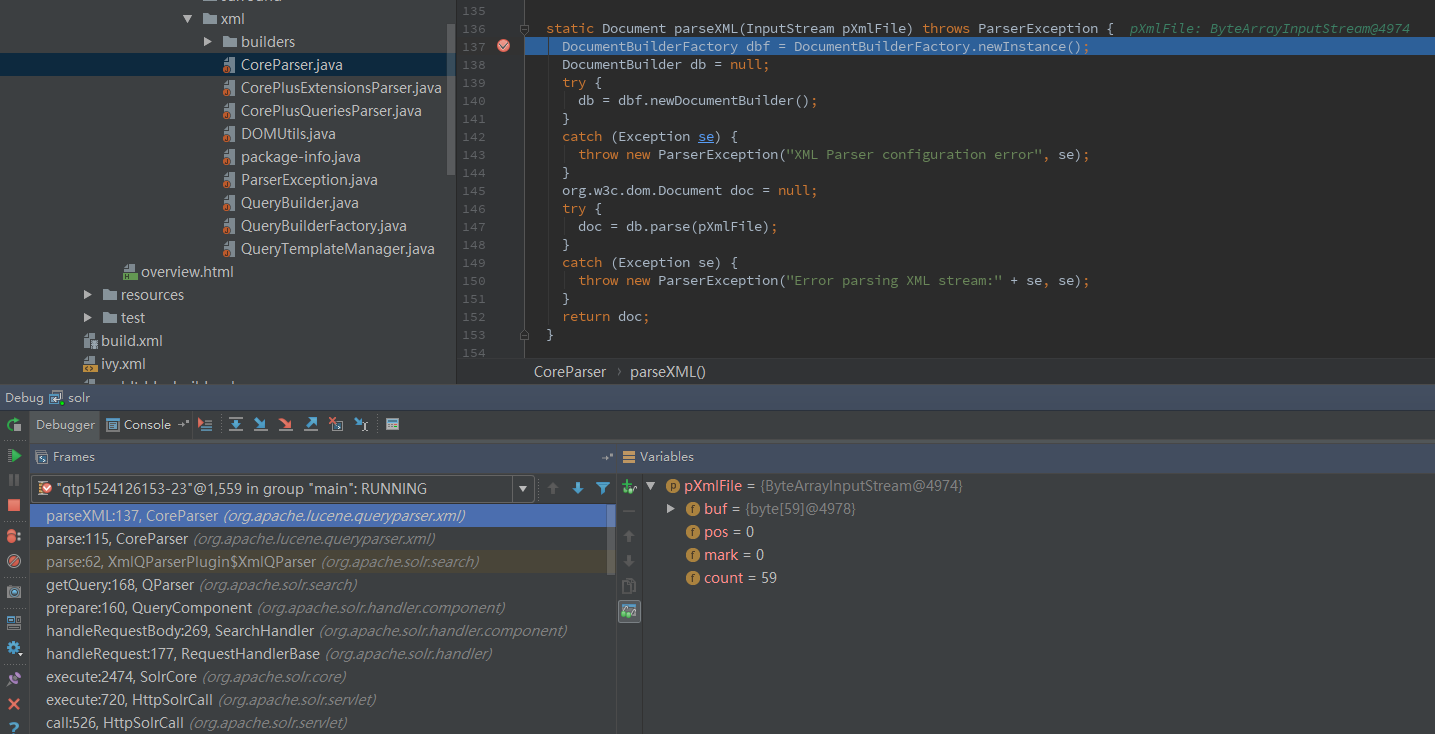 xml
builders
CoreParser.java
CorePlusExtensionsParser.java
CorePlusQueriesParser.java
DOMUtils.java
package-info.java
ParserException.java
QueryBuilder.java
QueryBuilderFactory.java
QueryTemplateManager.java
overview.html
resources
test
build.xml
ivy.xml
135
136 static Document parseXML(InputStream pXmlFile) throws ParserException { pXmlFile: ByteArrayInputStream@4974
137 DocumentBuilderFactory dbf = DocumentBuilderFactory.newInstance();
138 DocumentBuilder db = null;
139 try {
140 db = dbf.newDocumentBuilder();
141 }
142 catch (Exception se) {
143 throw new ParserException("XML Parser configuration error", se);
144 }
145 org.w3c.dom.Document doc = null;
146 try {
147 doc = db.parse(pXmlFile);
148 }
149 catch (Exception se) {
150 throw new ParserException("Error parsing XML stream:" + se, se);
151 }
152 return doc;
153 }
154
CoreParser › parseXML()
Debug solr
Debugger Console
Frames
"qtp1524126153-23"@1,559 in group "main": RUNNING
parseXML:137, CoreParser (org.apache.lucene.queryparser.xml)
parse:115, CoreParser (org.apache.lucene.queryparser.xml)
parse:62, XmlQParserPlugin$XmlQParser (org.apache.solr.search)
getQuery:168, QParser (org.apache.solr.search)
prepare:160, QueryComponent (org.apache.solr.handler.component)
handleRequestBody:269, SearchHandler (org.apache.solr.handler.component)
handleRequest:177, RequestHandlerBase (org.apache.solr.handler)
execute:2474, SolrCore (org.apache.solr.core)
execute:720, HttpSolrCall (org.apache.solr.servlet)
call:526, HttpSolrCall (org.apache.solr.servlet)
Variables
pXmlFile = {ByteArrayInputStream@4974}
buf = {byte[59]@4978}
pos = 0
mark = 0
count = 59